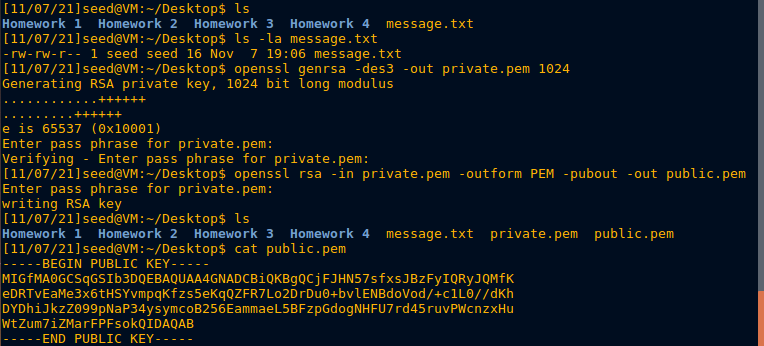 [11/07/21]seed@VM:~/Desktop$ ls
Homework 1  Homework 2  Homework 3  Homework 4  message.txt
[11/07/21]seed@VM:~/Desktop$ ls -la message.txt
-rw-rw-r-- 1 seed seed 16 Nov  7 19:06 message.txt
[11/07/21]seed@VM:~/Desktop$ openssl genrsa -des3 -out private.pem 1024
Generating RSA private key, 1024 bit long modulus
............++++++
.........++++++
e is 65537 (0x10001)
Enter pass phrase for private.pem:
Verifying - Enter pass phrase for private.pem:
[11/07/21]seed@VM:~/Desktop$ openssl rsa -in private.pem -outform PEM -pubout -out public.pem
Enter pass phrase for private.pem:
writing RSA key
[11/07/21]seed@VM:~/Desktop$ ls
Homework 1  Homework 2  Homework 3  Homework 4  message.txt  private.pem  public.pem
[11/07/21]seed@VM:~/Desktop$ cat public.pem
-----BEGIN PUBLIC KEY-----
MIGfMA0GCSqGSIb3DQEBAQUAA4GNADCBiQKBgQCjFJHN57sfxsJBzFyIQRyJQMfK
eDRTvEaMe3x6tHSYvmpqKfzs5eKqQZFR7Lo2DrDu0+bvlENBdoVod/+c1L0//dKh
DYDhiJkzZ099pNaP34ysymcoB256EammaeL5BFzpGdogNHFU7rd45ruvPWcnzxHu
WtZum7iZMarFPFsokQIDAQAB
-----END PUBLIC KEY-----